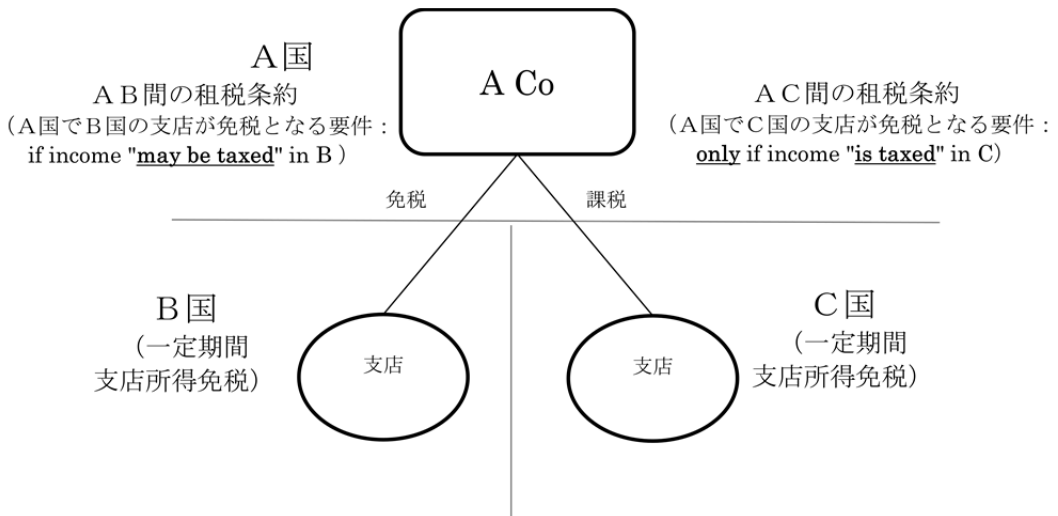 A国
AB間の租税条約
(A国でB国の支店が免税となる要件:
if income "may be taxed" in B )
A Co
AC間の租税条約
(A国でC国の支店が免税となる要件:
only if income "is taxed" in C)
免税
課税
B国
(一定期間
支店所得免税)
支店
支店
C国
(一定期間
支店所得免税)